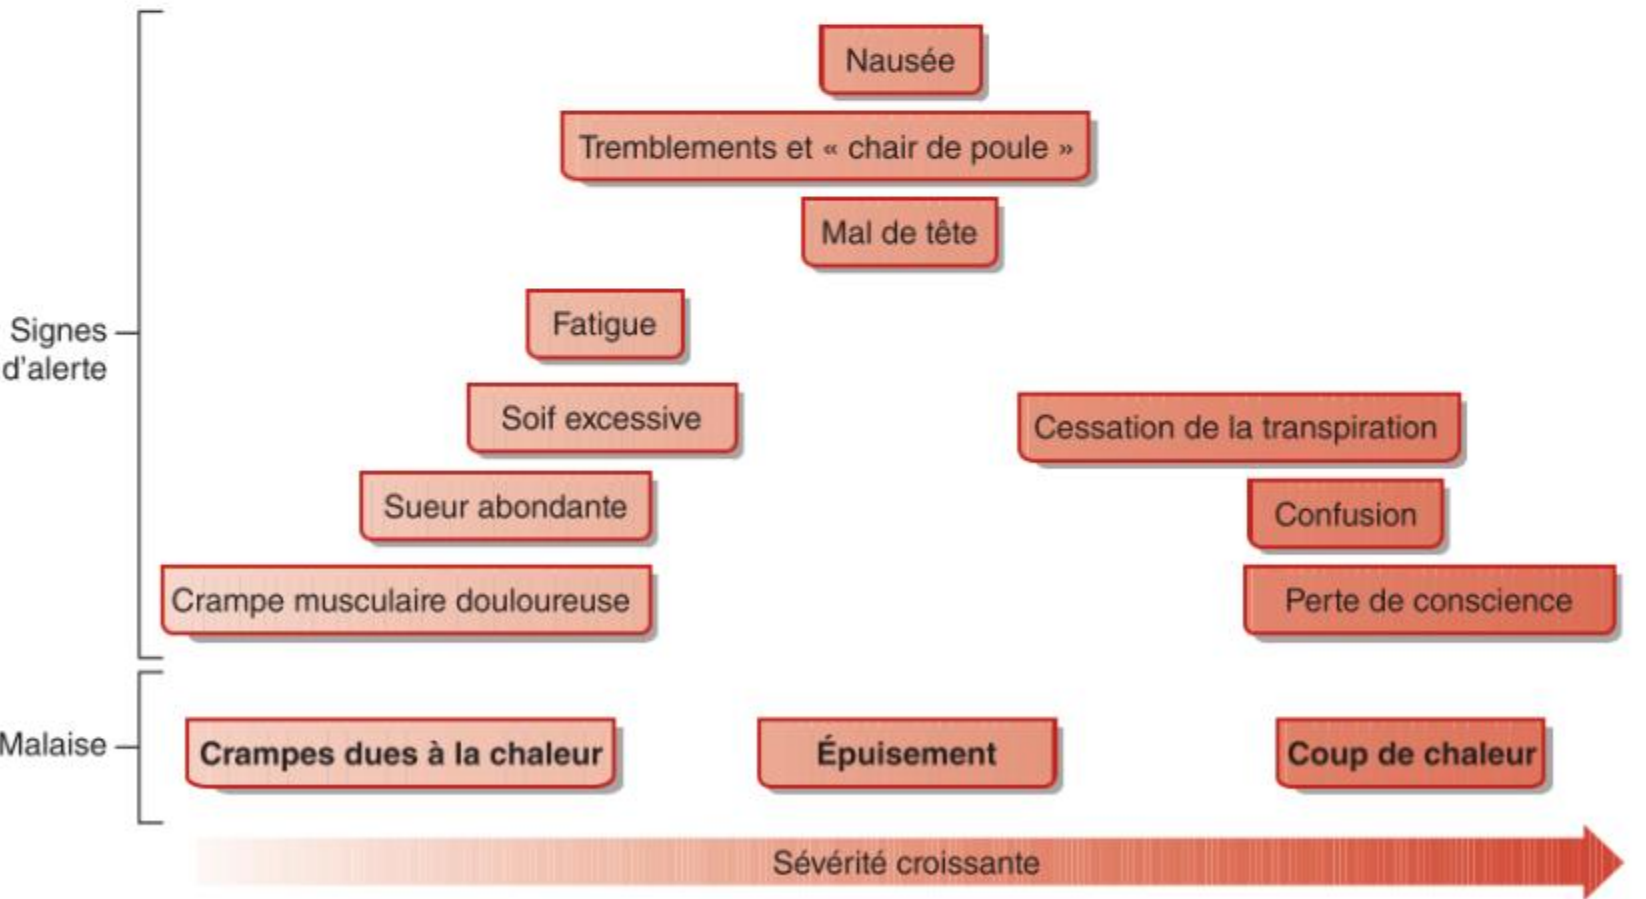 Nausée
Tremblements et « chair de poule »
Mal de tête
Fatigue
Signes
d'alerte
Soif excessive
Cessation de la transpiration
Sueur abondante
Confusion
Crampe musculaire douloureuse
Perte de conscience
Malaise
Crampes dues à la chaleur
Épuisement
Coup de chaleur
Sévérité croissante